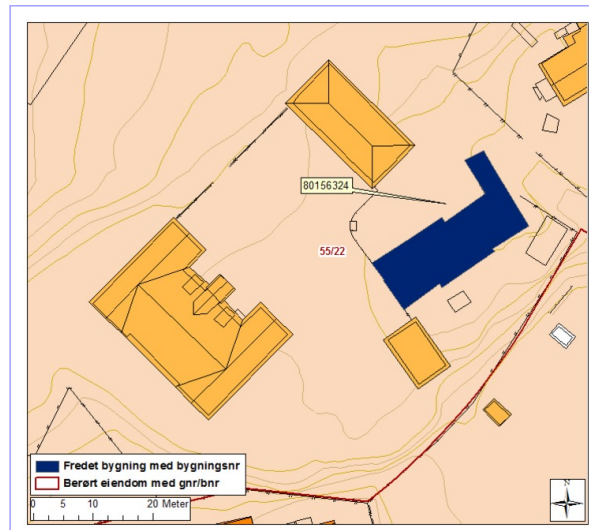 80156324
55/22
Fredet bygning med bygningsnr
Berørt eiendom med gnr/bnr
0 5 10 20 Meter
N